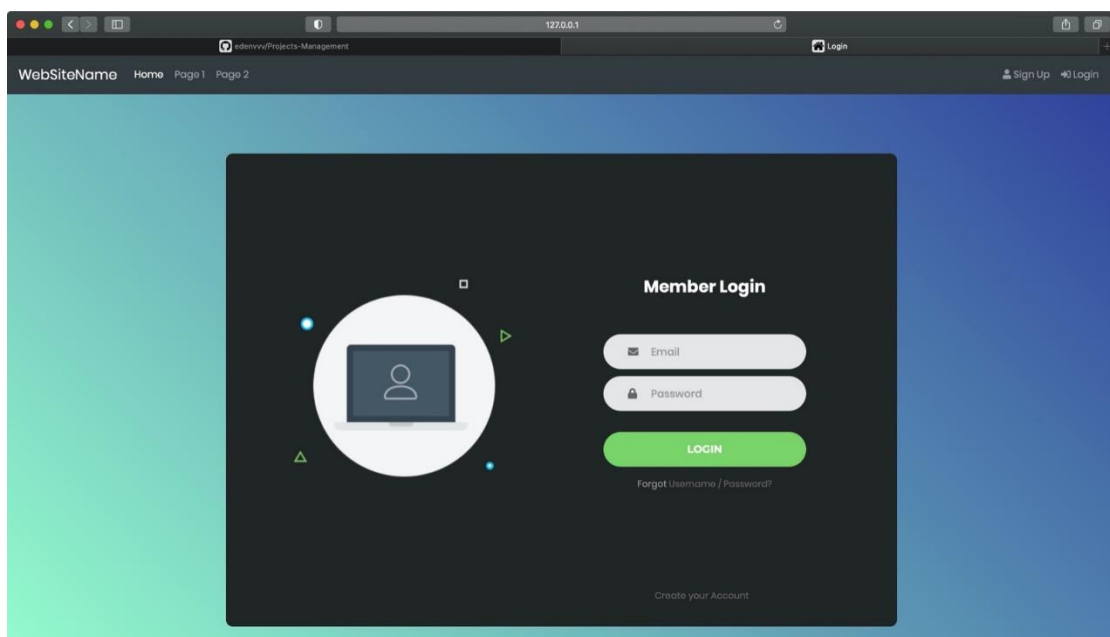 127.0.0.1
edenvvv/Projects-Management
Login
WebSiteName Home Page 1 Page 2 Sign Up Login
Member Login
Email
Password
LOGIN
Forgot Username / Password?
Create your Account